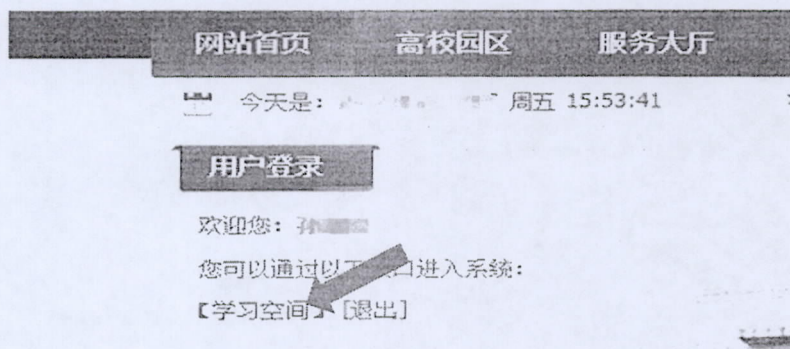 网站首页 高校园区 服务大厅
今天是： 周五 15:53:41
用户登录
欢迎您：孙
您可以通过以 口进入系统：
【学习空间】 [退出]